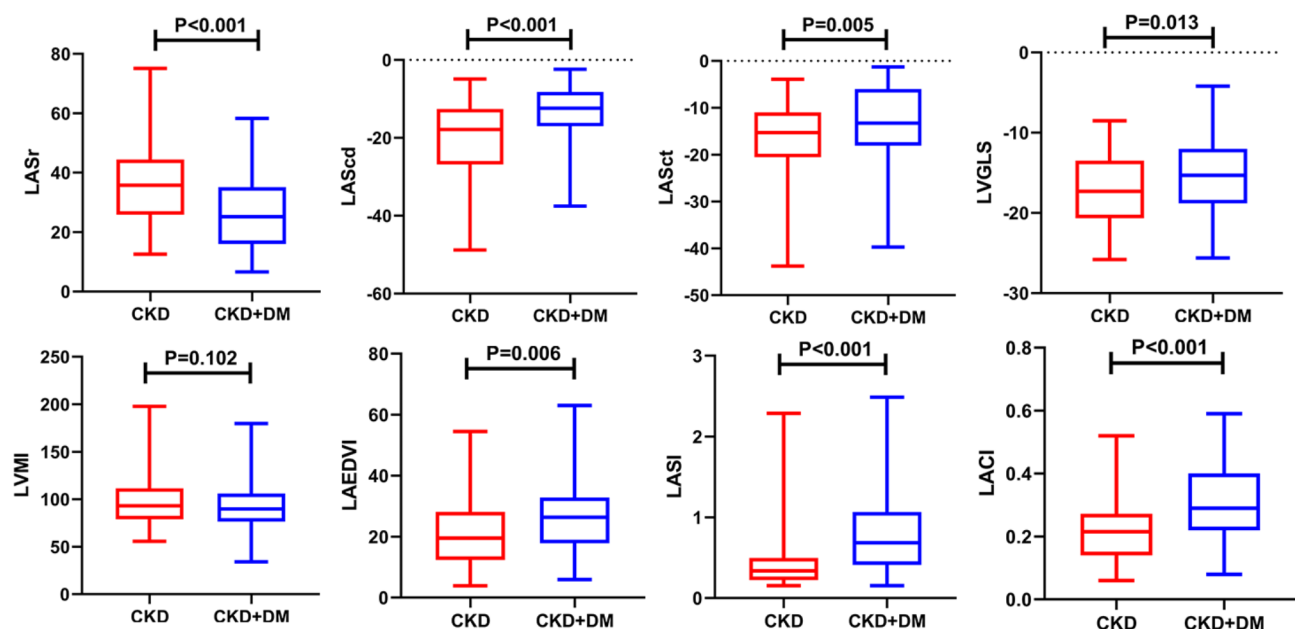 P<0.001
LASr
80
60
40
20
0
CKD
CKD+DM
P<0.001
LAScd
0
-20
-40
-60
CKD
CKD+DM
P=0.005
LASct
0
-10
-20
-30
-40
-50
CKD
CKD+DM
P=0.013
LVGLS
0
-10
-20
-30
CKD
CKD+DM
P=0.102
LVMI
250
200
150
100
50
0
CKD
CKD+DM
P=0.006
LAEDVI
80
60
40
20
0
CKD
CKD+DM
P<0.001
LASI
3
2
1
0
CKD
CKD+DM
P<0.001
LACI
0.8
0.6
0.4
0.2
0.0
CKD
CKD+DM